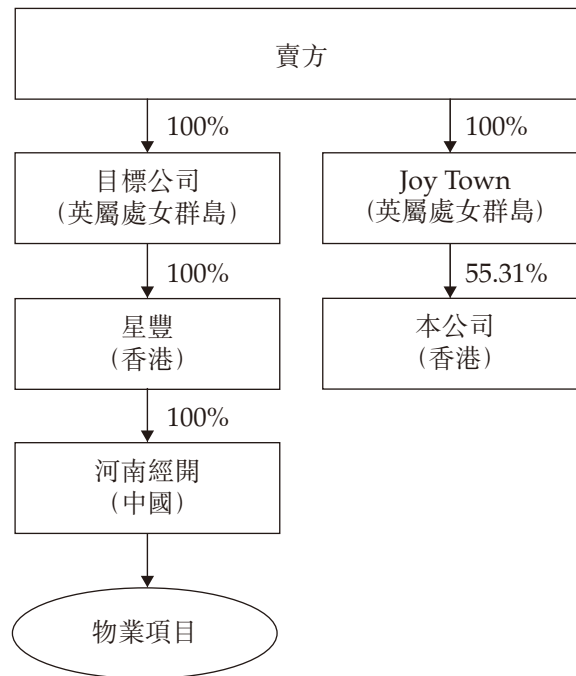 賣方
100%
100%
目標公司
(英屬處女群島)
Joy Town
(英屬處女群島)
100%
55.31%
星豐
(香港)
本公司
(香港)
100%
河南經開
(中國)
物業項目